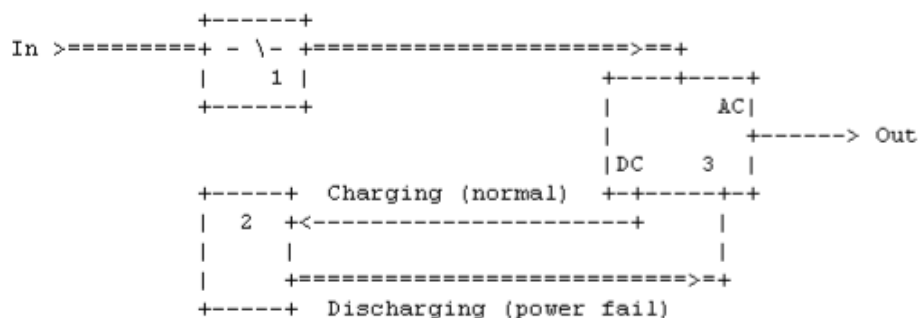 In Out
1
AC
DC 3
Charging (normal)
2
Discharging (power fail)